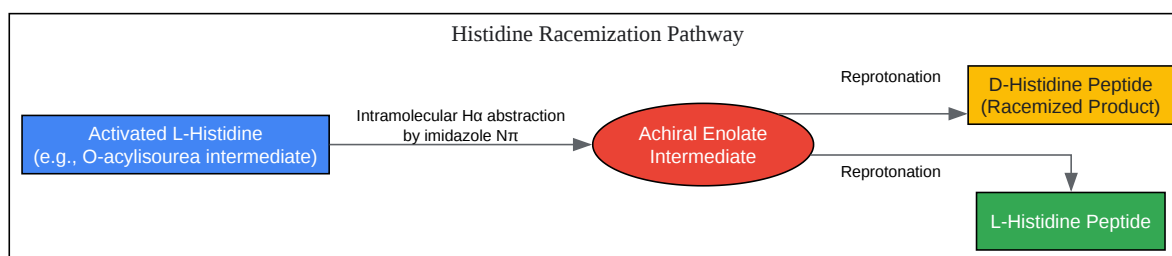 Histidine Racemization Pathway
Activated L-Histidine
(e.g., O-acylisourea intermediate)
Intramolecular Hα abstraction
by imidazole Nπ
Achiral Enolate
Intermediate
Reprotonation
D-Histidine Peptide
(Racemized Product)
Reprotonation
L-Histidine Peptide